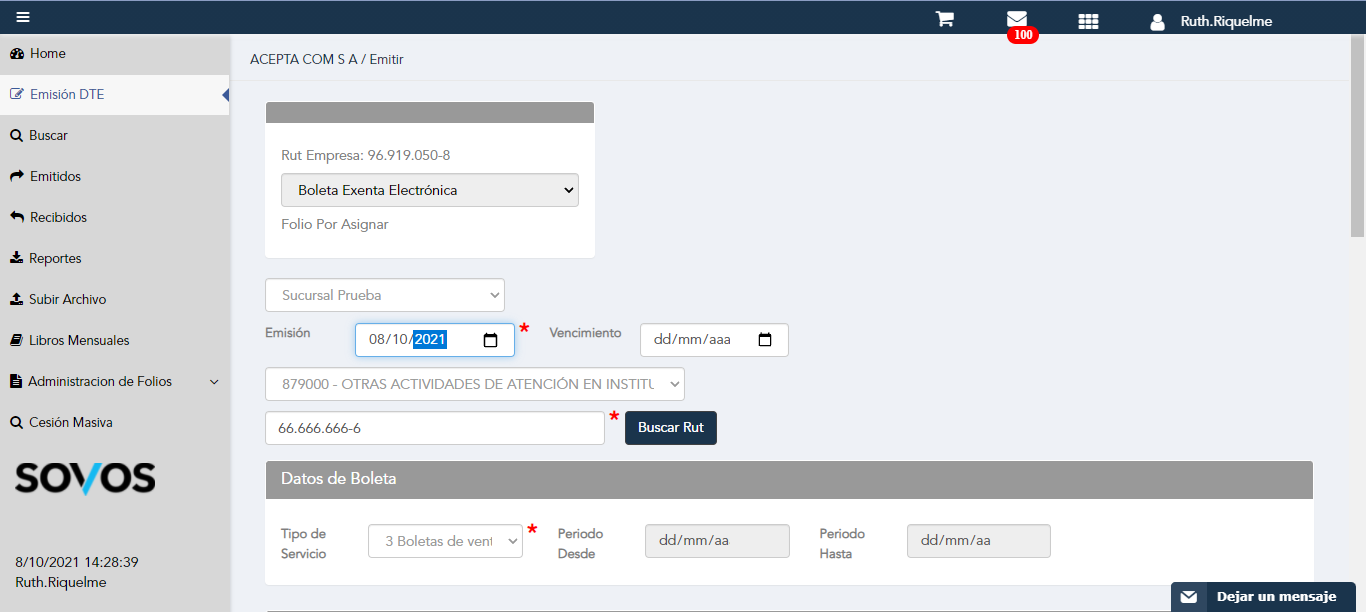 Ruth.Riquelme
100
Home
ACEPTA COM S A / Emitir
Emisión DTE
Buscar
Emitidos
Recibidos
Reportes
Subir Archivo
Libros Mensuales
Administracion de Folios
Cesión Masiva
SOVOS
8/10/2021 14:28:39
Ruth.Riquelme
Rut Empresa: 96.919.050-8
Boleta Exenta Electrónica
Folio Por Asignar
Sucursal Prueba
Emisión 08/10/2021 * Vencimiento dd/mm/aaa
879000 - OTRAS ACTIVIDADES DE ATENCIÓN EN INSTITU
66.666.666-6 * Buscar Rut
Datos de Boleta
Tipo de Servicio 3 Boletas de vent * Periodo Desde dd/mm/aa Periodo Hasta dd/mm/aa
Dejar un mensaje